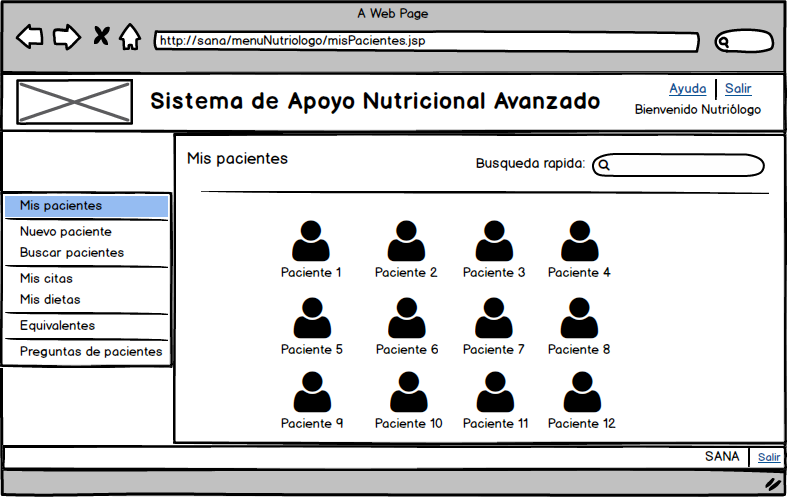 A Web Page
http://sana/menuNutriologo/misPacientes.jsp
Sistema de Apoyo Nutricional Avanzado
Ayuda Salir
Bienvenido Nutriólogo
Mis pacientes
Busqueda rapida:
Mis pacientes
Nuevo paciente
Buscar pacientes
Mis citas
Mis dietas
Equivalentes
Preguntas de pacientes
Paciente 1 Paciente 2 Paciente 3 Paciente 4
Paciente 5 Paciente 6 Paciente 7 Paciente 8
Paciente 9 Paciente 10 Paciente 11 Paciente 12
SANA Salir